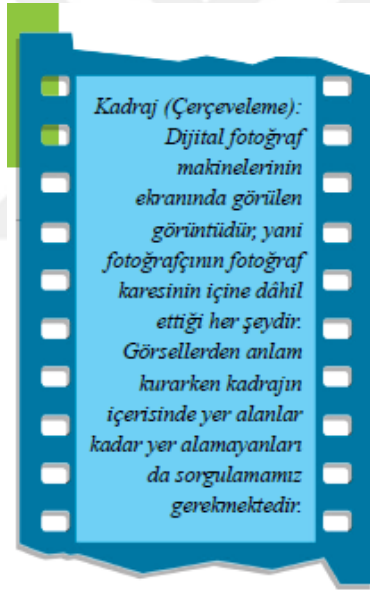 Kadraj (Çerçeveleme):
Dijital fotoğraf
makinelerinin
ekranında görülen
görüntüdür, yani
fotoğrafçının fotoğraf
karesinin içine dâhil
ettiği her şeydir.
Görsellerden anlam
kurarken kadrajın
içerisinde yer alanlar
kadar yer alamayanları
da sorgulamamız
gerekmektedir.